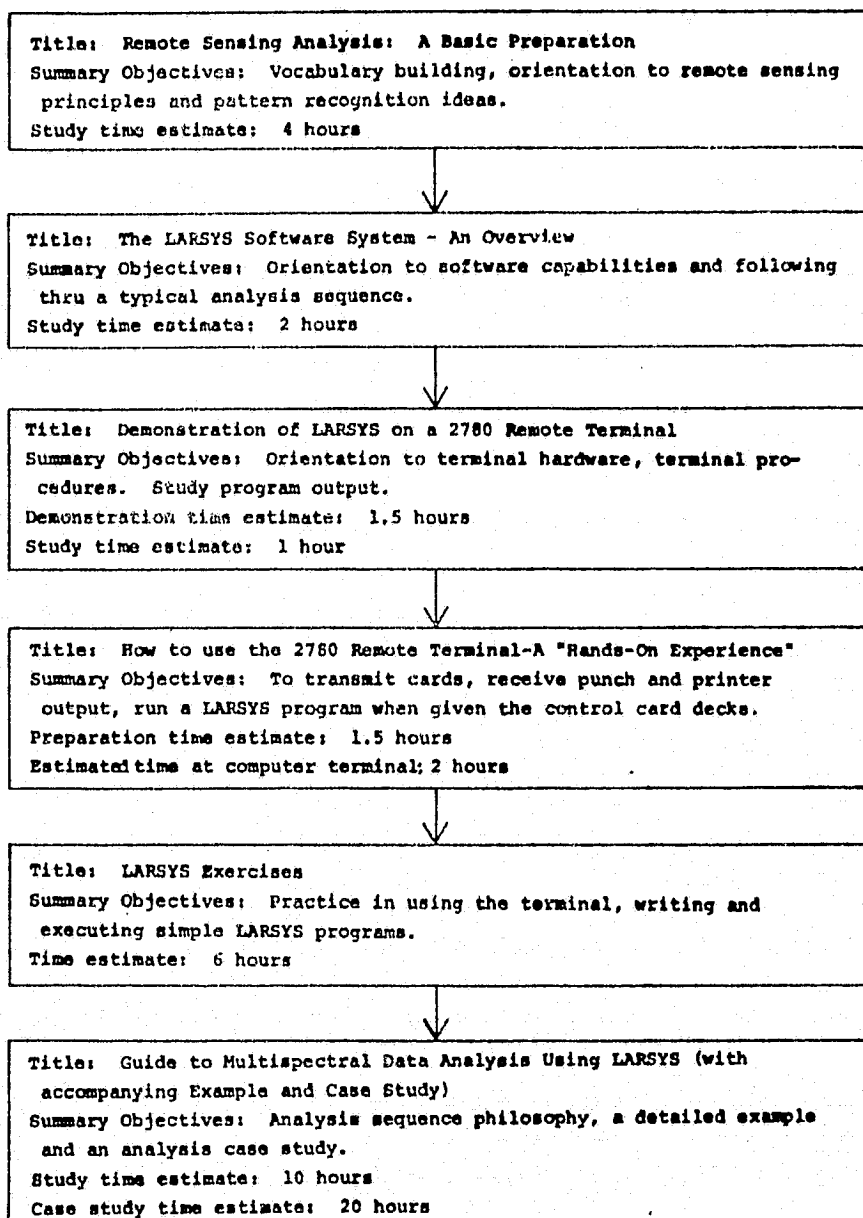 Title: Remote Sensing Analysis: A Basic Preparation
Summary Objectives: Vocabulary building, orientation to remote sensing
principles and pattern recognition ideas.
Study time estimate: 4 hours
Title: The LARSYS Software System - An Overview
Summary Objectives: Orientation to software capabilities and following
thru a typical analysis sequence.
Study time estimate: 2 hours
Title: Demonstration of LARSYS on a 2780 Remote Terminal
Summary Objectives: Orientation to terminal hardware, terminal pro-
cedures. Study program output.
Demonstration time estimate: 1.5 hours
Study time estimate: 1 hour
Title: How to use the 2780 Remote Terminal-A "Hands-On Experience"
Summary Objectives: To transmit cards, receive punch and printer
output, run a LARSYS program when given the control card decks.
Preparation time estimate: 1.5 hours
Estimated time at computer terminal: 2 hours
Title: LARSYS Exercises
Summary Objectives: Practice in using the terminal, writing and
executing simple LARSYS programs.
Time estimate: 6 hours
Title: Guide to Multispectral Data Analysis Using LARSYS (with
accompanying Example and Case Study)
Summary Objectives: Analysis sequence philosophy, a detailed example
and an analysis case study.
Study time estimate: 10 hours
Case study time estimate: 20 hours